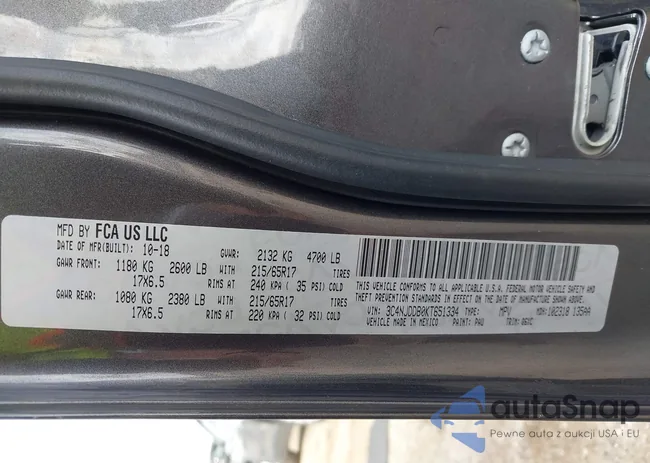 MFD BY FCA US LLC
DATE OF MFR(BUILT): 10-18 GVWR: 2132 KG 4700 LB
GAWR FRONT: 1180 KG 2600 LB WITH 215/65R17 TIRES
17X6.5 RIMS AT 240 KPA ( 35 PSI) COLD
GAWR REAR: 1080 KG 2380 LB WITH 215/65R17 TIRES
17X6.5 RIMS AT 220 KPA ( 32 PSI) COLD
THIS VEHICLE CONFORMS TO ALL APPLICABLE U.S.A. FEDERAL MOTOR VEHICLE SAFETY AND
THEFT PREVENTION STANDARDS IN EFFECT ON THE DATE OF MANUFACTURE SHOWN ABOVE.
VIN: 3C4NJDDB0KT651334 TYPE: MPV MDH: 102318 135AA
VEHICLE MADE IN MEXICO PAINT: PAU TRIM: G6XC
autoSnap
Pewne auta z aukcji USA i EU